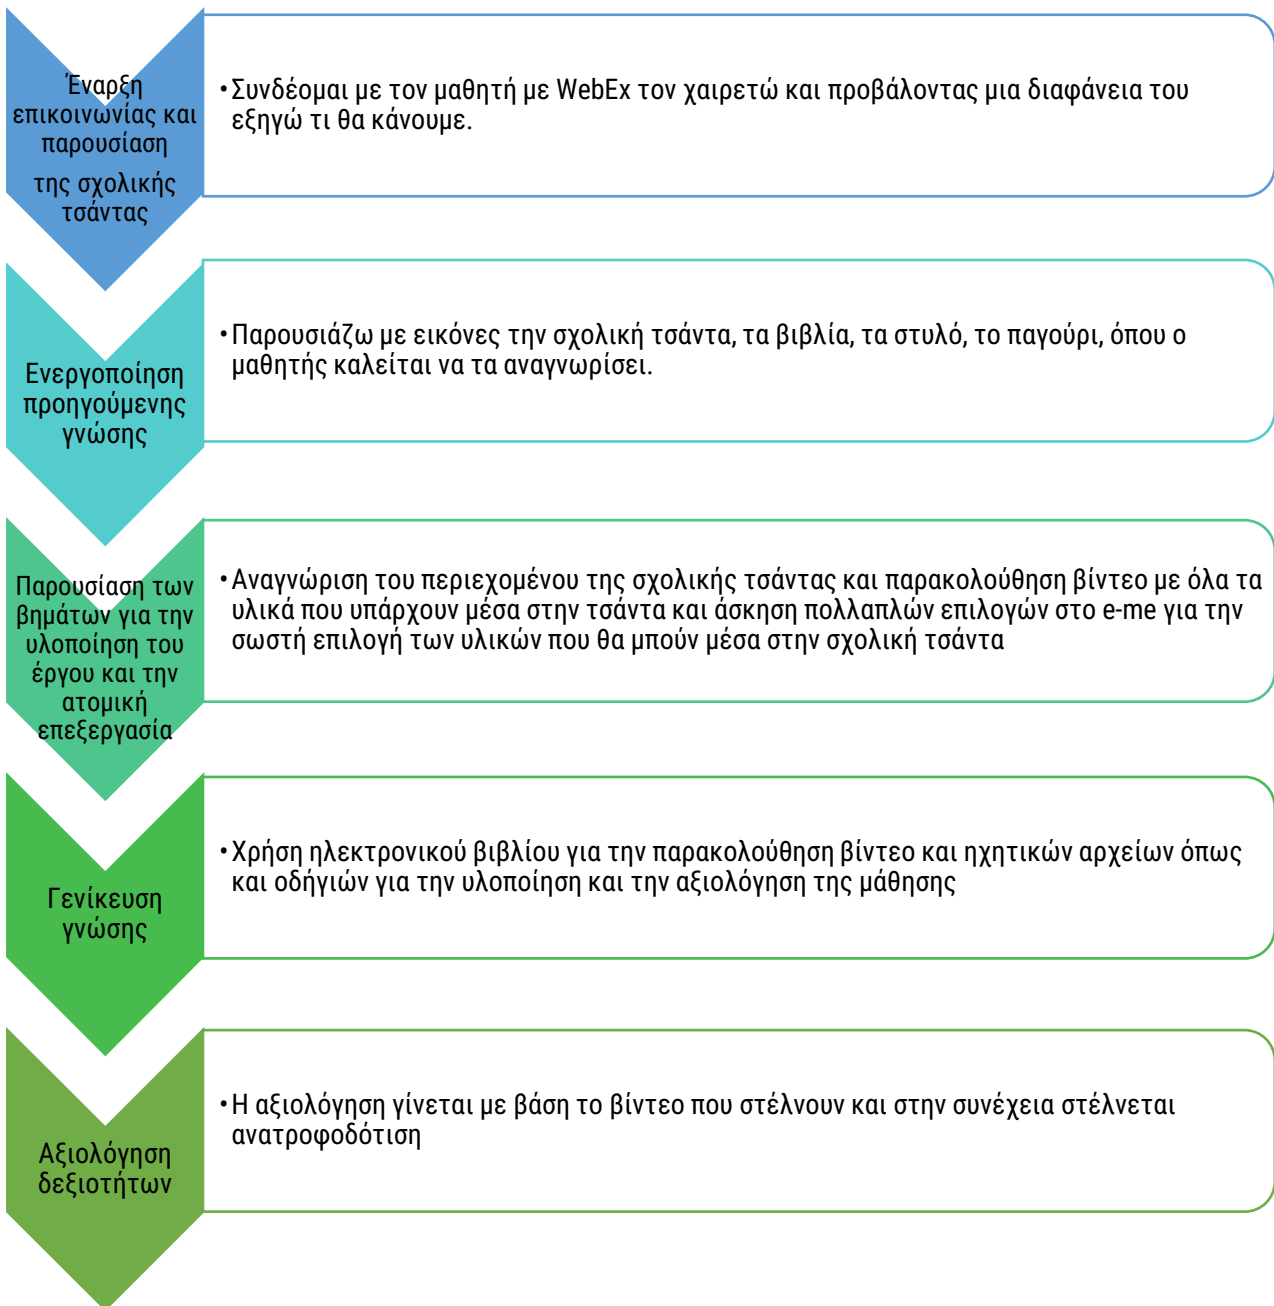 Έναρξη
επικοινωνίας και
παρουσίαση
της σχολικής
τσάντας
•Συνδέομαι με τον μαθητή με WebEx τον χαιρετώ και προβάλοντας μια διαφάνεια του
εξηγώ τι θα κάνουμε.
Ενεργοποίηση
προηγούμενης
γνώσης
•Παρουσιάζω με εικόνες την σχολική τσάντα, τα βιβλία, τα στυλό, το παγούρι, όπου ο
μαθητής καλείται να τα αναγνωρίσει.
Παρουσίαση των
βημάτων για την
υλοποίηση του
έργου και την
ατομική
επεξεργασία
•Αναγνώριση του περιεχομένου της σχολικής τσάντας και παρακολούθηση βίντεο με όλα τα
υλικά που υπάρχουν μέσα στην τσάντα και άσκηση πολλαπλών επιλογών στο e-me για την
σωστή επιλογή των υλικών που θα μπούν μέσα στην σχολική τσάντα
Γενίκευση
γνώσης
•Χρήση ηλεκτρονικού βιβλίου για την παρακολούθηση βίντεο και ηχητικών αρχείων όπως
και οδήγιών για την υλοποίηση και την αξιολόγηση της μάθησης
Αξιολόγηση
δεξιοτήτων
•Η αξιολόγηση γίνεται με βάση το βίντεο που στέλνουν και στην συνέχεια στέλνεται
ανατροφοδότιση